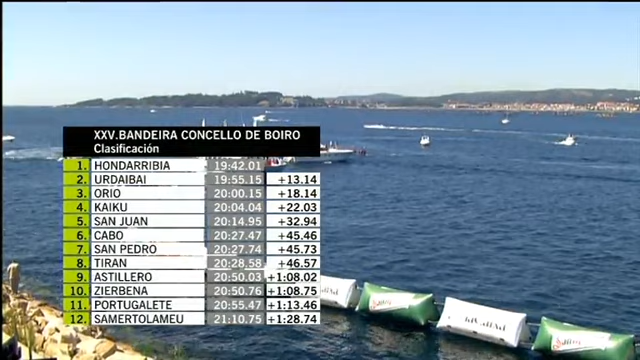 XXV.BANDEIRA CONCELLO DE BOIRO
Clasificación
1. HONDARRIBIA 19:42.01
2. URDAIBAI 19:55.15 +13.14
3. ORIO 20:00.15 +18.14
4. KAIKU 20:04.04 +22.03
5. SAN JUAN 20:14.95 +32.94
6. CABO 20:27.47 +45.46
7. SAN PEDRO 20:27.74 +45.73
8. TIRAN 20:28.58 +46.57
9. ASTILLERO 20:50.03 +1:08.02
10. ZIERBENA 20:50.76 +1:08.75
11. PORTUGALETE 20:55.47 +1:13.46
12. SAMERTOLAMEU 21:10.75 +1:28.74